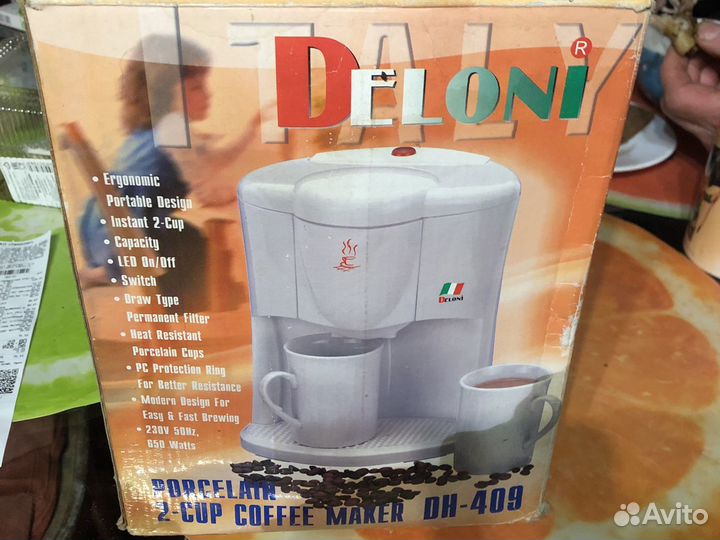 ITALY
DELONI ®
• Ergonomic
Portable Design
• Instant 2-Cup
• Capacity
• LED On/Off
• Switch
• Draw Type
Permanent Filter
• Heat Resistant
Porcelain Cups
• PC Protection Ring
For Better Resistance
• Modern Design For
Easy & Fast Brewing
• 230V 50Hz,
650 Watts
DELONI
PORCELAIN
2-CUP COFFEE MAKER DH-409
Avito